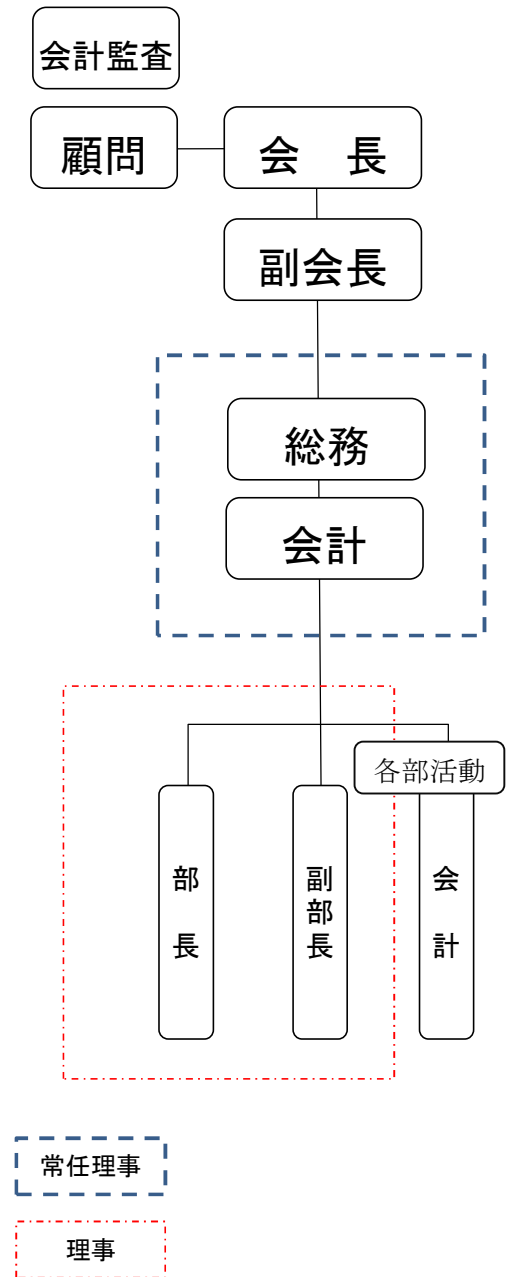 会計監査
顧問
会　長
副会長
総務
会計
各部活動
部長
副部長
会計
常任理事
理事